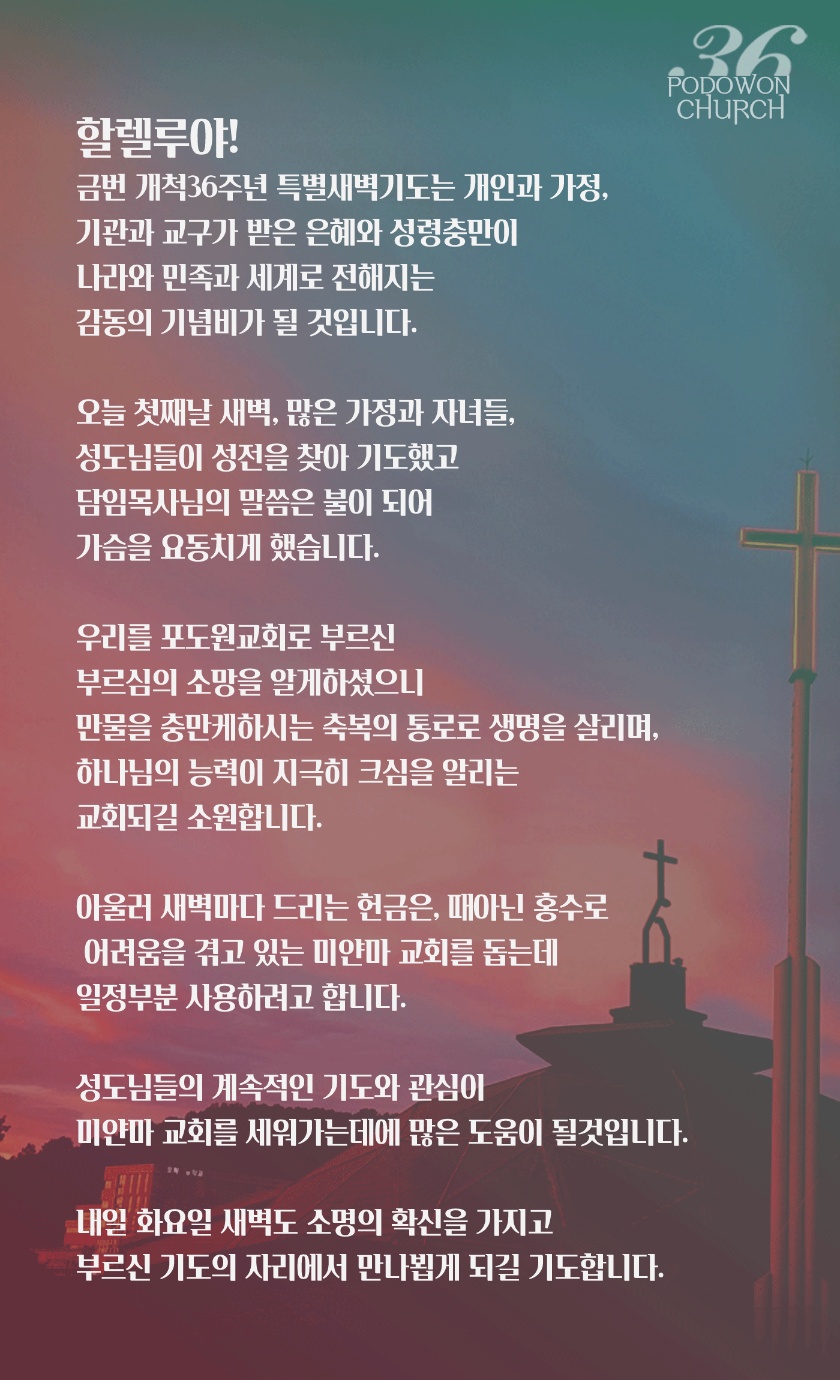 36
PODOWON
CHURCH
할렐루야!
금번 개척36주년 특별새벽기도는 개인과 가정,
기관과 교구가 받은 은혜와 성령충만이
나라와 민족과 세계로 전해지는
감동의 기념비가 될 것입니다.
오늘 첫째날 새벽, 많은 가정과 자녀들,
성도님들이 성전을 찾아 기도했고
담임목사님의 말씀은 불이 되어
가슴을 요동치게 했습니다.
우리를 포도원교회로 부르신
부르심의 소망을 알게하셨으니
만물을 충만케하시는 축복의 통로로 생명을 살리며,
하나님의 능력이 지극히 크심을 알리는
교회되길 소원합니다.
아울러 새벽마다 드리는 헌금은, 때아닌 홍수로
어려움을 겪고 있는 미얀마 교회를 돕는데
일정부분 사용하려고 합니다.
성도님들의 계속적인 기도와 관심이
미얀마 교회를 세워가는데에 많은 도움이 될것입니다.
내일 화요일 새벽도 소명의 확신을 가지고
부르신 기도의 자리에서 만나뵙게 되길 기도합니다.